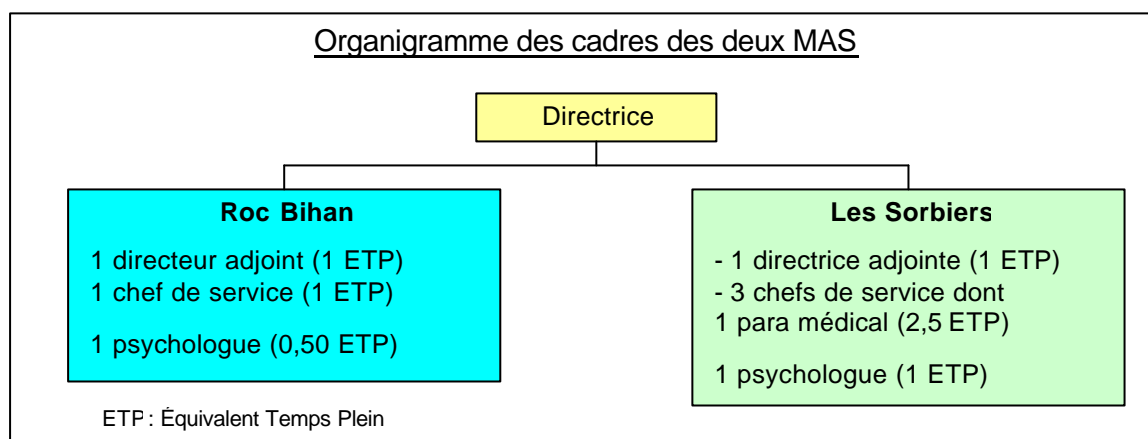 Organigramme des cadres des deux MAS
Directrice
Roc Bihan
1 directeur adjoint (1 ETP)
1 chef de service (1 ETP)
1 psychologue (0,50 ETP)
Les Sorbiers
- 1 directrice adjointe (1 ETP)
- 3 chefs de service dont
1 para médical (2,5 ETP)
1 psychologue (1 ETP)
ETP : Équivalent Temps Plein